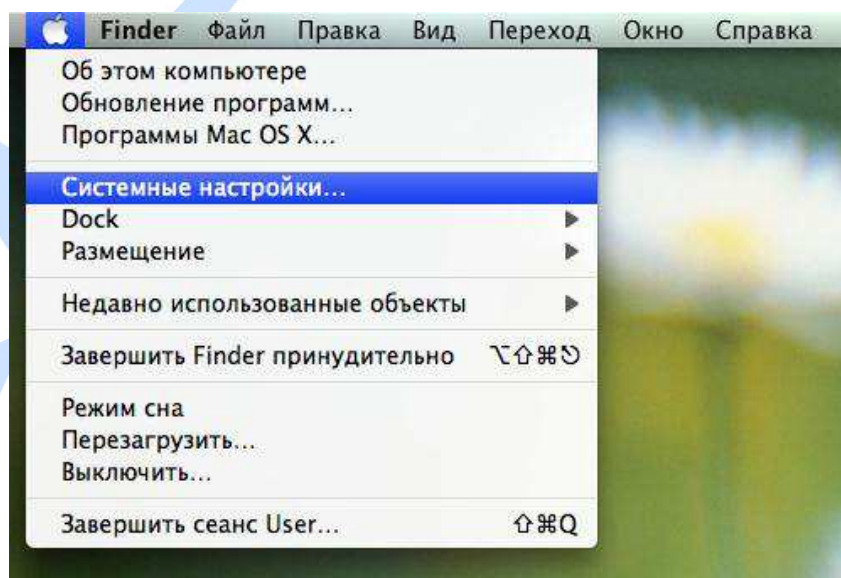 Finder Файл Правка Вид Переход Окно Справка
Об этом компьютере
Обновление программ...
Программы Mac OS X...
Системные настройки...
Dock
Размещение
Недавно использованные объекты
Завершить Finder принудительно ⌥⇧⌘⎋
Режим сна
Перезагрузить...
Выключить...
Завершить сеанс User... ⇧⌘Q